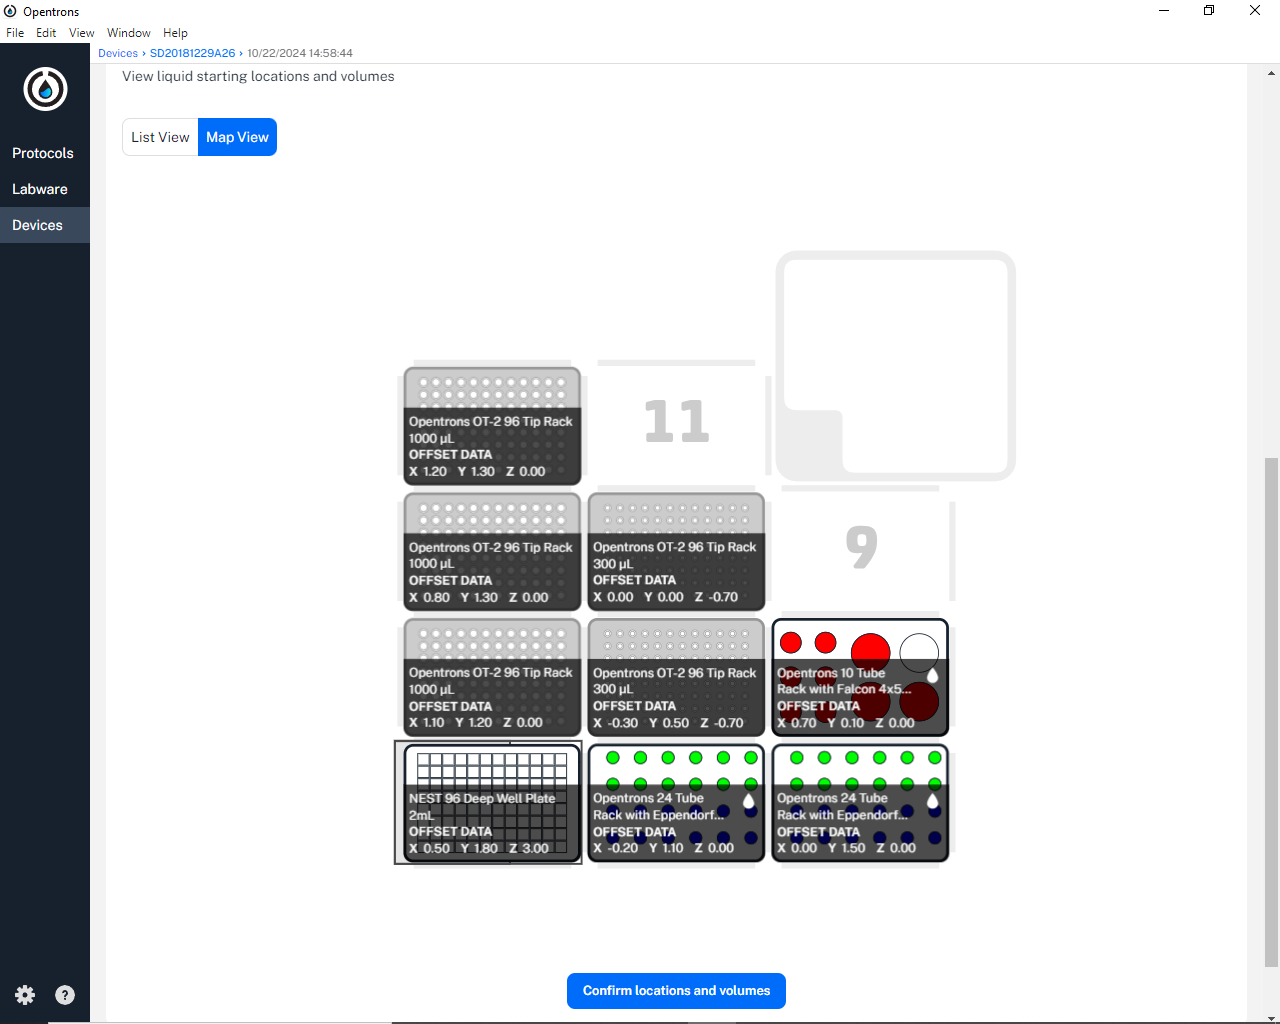 Opentrons
File Edit View Window Help
Devices › SD20181229A26 › 10/22/2024 14:58:44
View liquid starting locations and volumes
List View Map View
Protocols
Labware
Devices
Opentrons OT-2 96 Tip Rack
1000 µL
OFFSET DATA
X 1.20 Y 1.30 Z 0.00
11
Opentrons OT-2 96 Tip Rack
1000 µL
OFFSET DATA
X 0.80 Y 1.30 Z 0.00
Opentrons OT-2 96 Tip Rack
300 µL
OFFSET DATA
X 0.00 Y 0.00 Z -0.70
9
Opentrons OT-2 96 Tip Rack
1000 µL
OFFSET DATA
X 1.10 Y 1.20 Z 0.00
Opentrons OT-2 96 Tip Rack
300 µL
OFFSET DATA
X -0.30 Y 0.50 Z -0.70
Opentrons 10 Tube
Rack with Falcon 4x5...
OFFSET DATA
X 0.70 Y 0.10 Z 0.00
NEST 96 Deep Well Plate
2mL
OFFSET DATA
X 0.50 Y 1.80 Z 3.00
Opentrons 24 Tube
Rack with Eppendorf...
OFFSET DATA
X -0.20 Y 1.10 Z 0.00
Opentrons 24 Tube
Rack with Eppendorf...
OFFSET DATA
X 0.00 Y 1.50 Z 0.00
?
Confirm locations and volumes